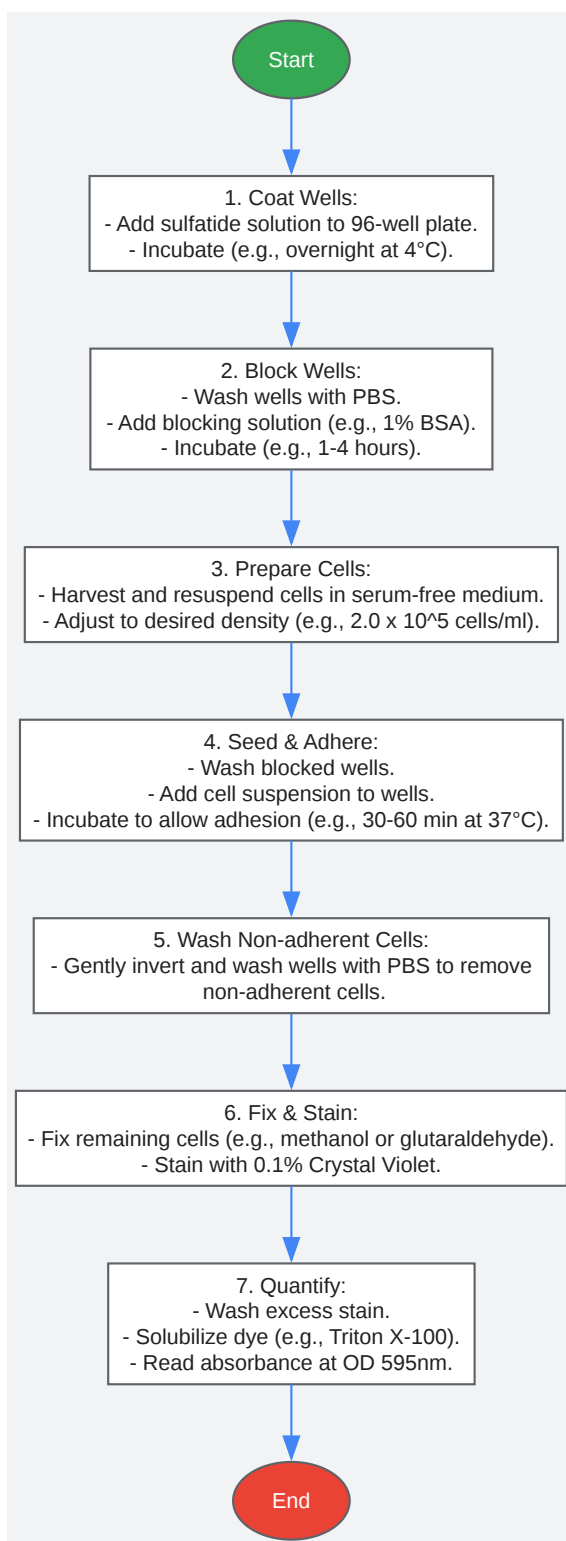 Start
1. Coat Wells:
- Add sulfatide solution to 96-well plate.
- Incubate (e.g., overnight at 4°C).
2. Block Wells:
- Wash wells with PBS.
- Add blocking solution (e.g., 1% BSA).
- Incubate (e.g., 1-4 hours).
3. Prepare Cells:
- Harvest and resuspend cells in serum-free medium.
- Adjust to desired density (e.g., 2.0 x 10^5 cells/ml).
4. Seed & Adhere:
- Wash blocked wells.
- Add cell suspension to wells.
- Incubate to allow adhesion (e.g., 30-60 min at 37°C).
5. Wash Non-adherent Cells:
- Gently invert and wash wells with PBS to remove
non-adherent cells.
6. Fix & Stain:
- Fix remaining cells (e.g., methanol or glutaraldehyde).
- Stain with 0.1% Crystal Violet.
7. Quantify:
- Wash excess stain.
- Solubilize dye (e.g., Triton X-100).
- Read absorbance at OD 595nm.
End